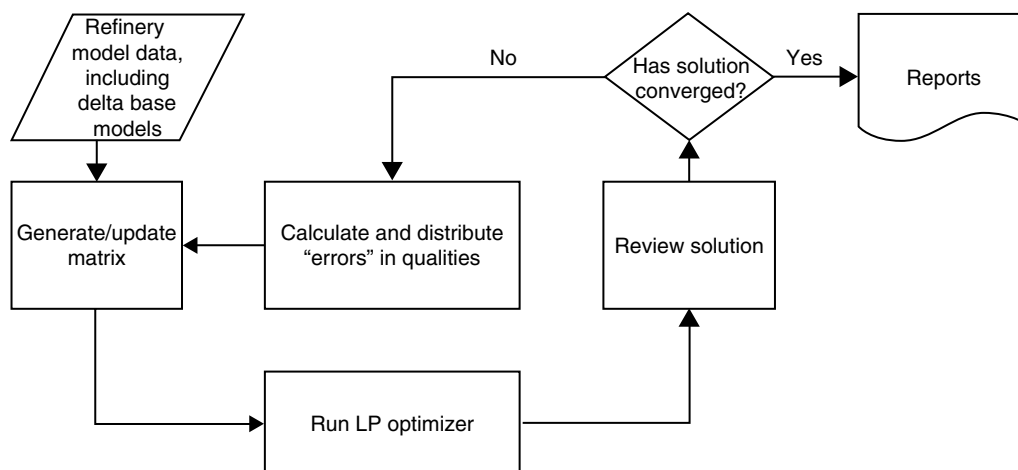 Refinery
model data,
including
delta base
models
No
Has solution
converged?
Yes
Reports
Generate/update
matrix
Calculate and distribute
“errors” in qualities
Review solution
Run LP optimizer